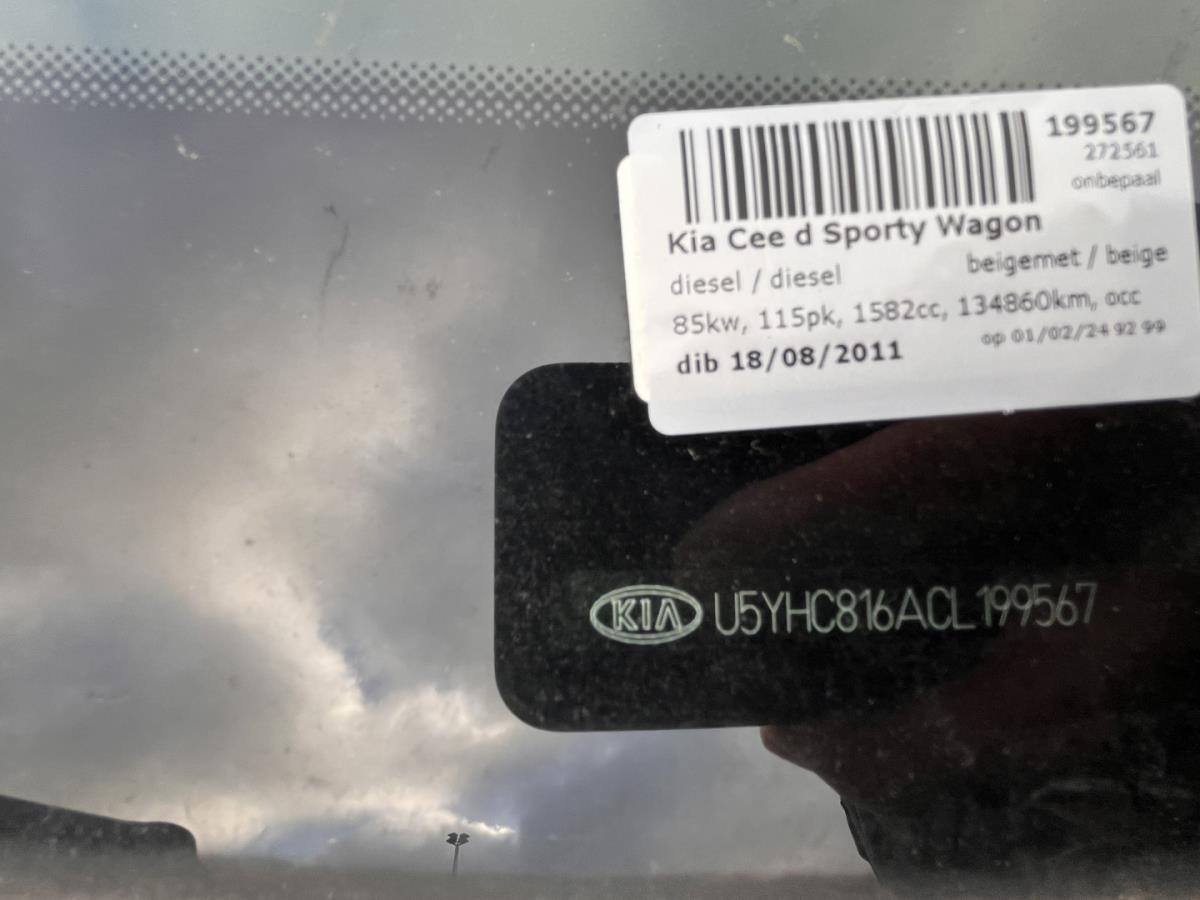 199567
272561
onbepaal
Kia Cee d Sporty Wagon
diesel / diesel
beigemet / beige
85kw, 115pk, 1582cc, 134860km, occ
dib 18/08/2011
op 01/02/24 92 99
KIA U5YHC816ACL199567